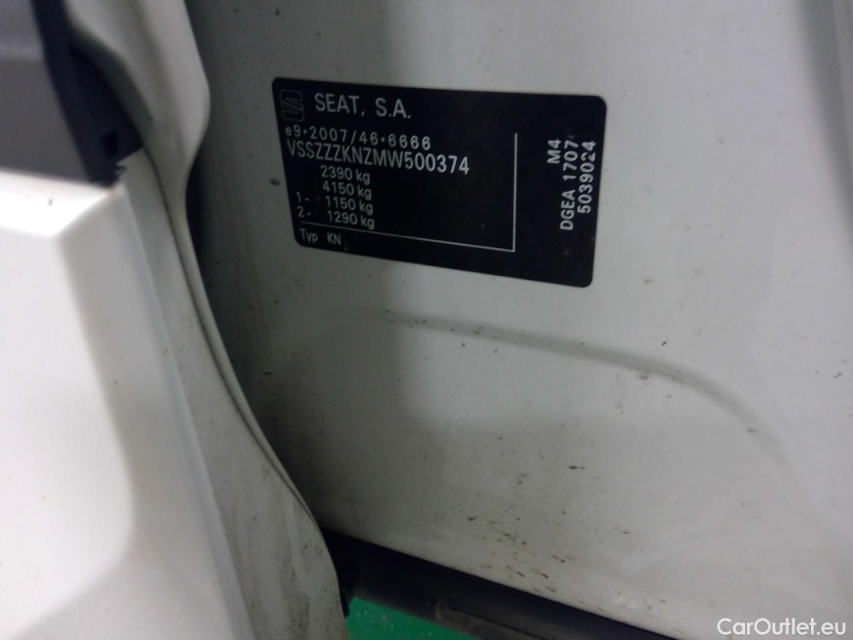 SEAT, S.A.
e9*2007/46*6666
VSSZZZKNZMW500374
2390 kg
4150 kg
1- 1150 kg
2- 1290 kg
Typ KN
M4
DGEA 1707
5039024
CarOutlet.eu